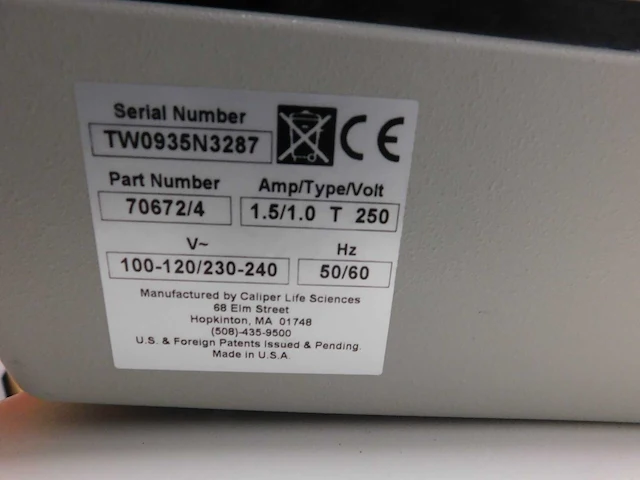 Serial Number
TW0935N3287
CE
Part Number
Amp/Type/Volt
70672/4
1.5/1.0 T 250
V~
Hz
100-120/230-240
50/60
Manufactured by Caliper Life Sciences
68 Elm Street
Hopkinton, MA 01748
(508)-435-9500
U.S. & Foreign Patents Issued & Pending.
Made in U.S.A.